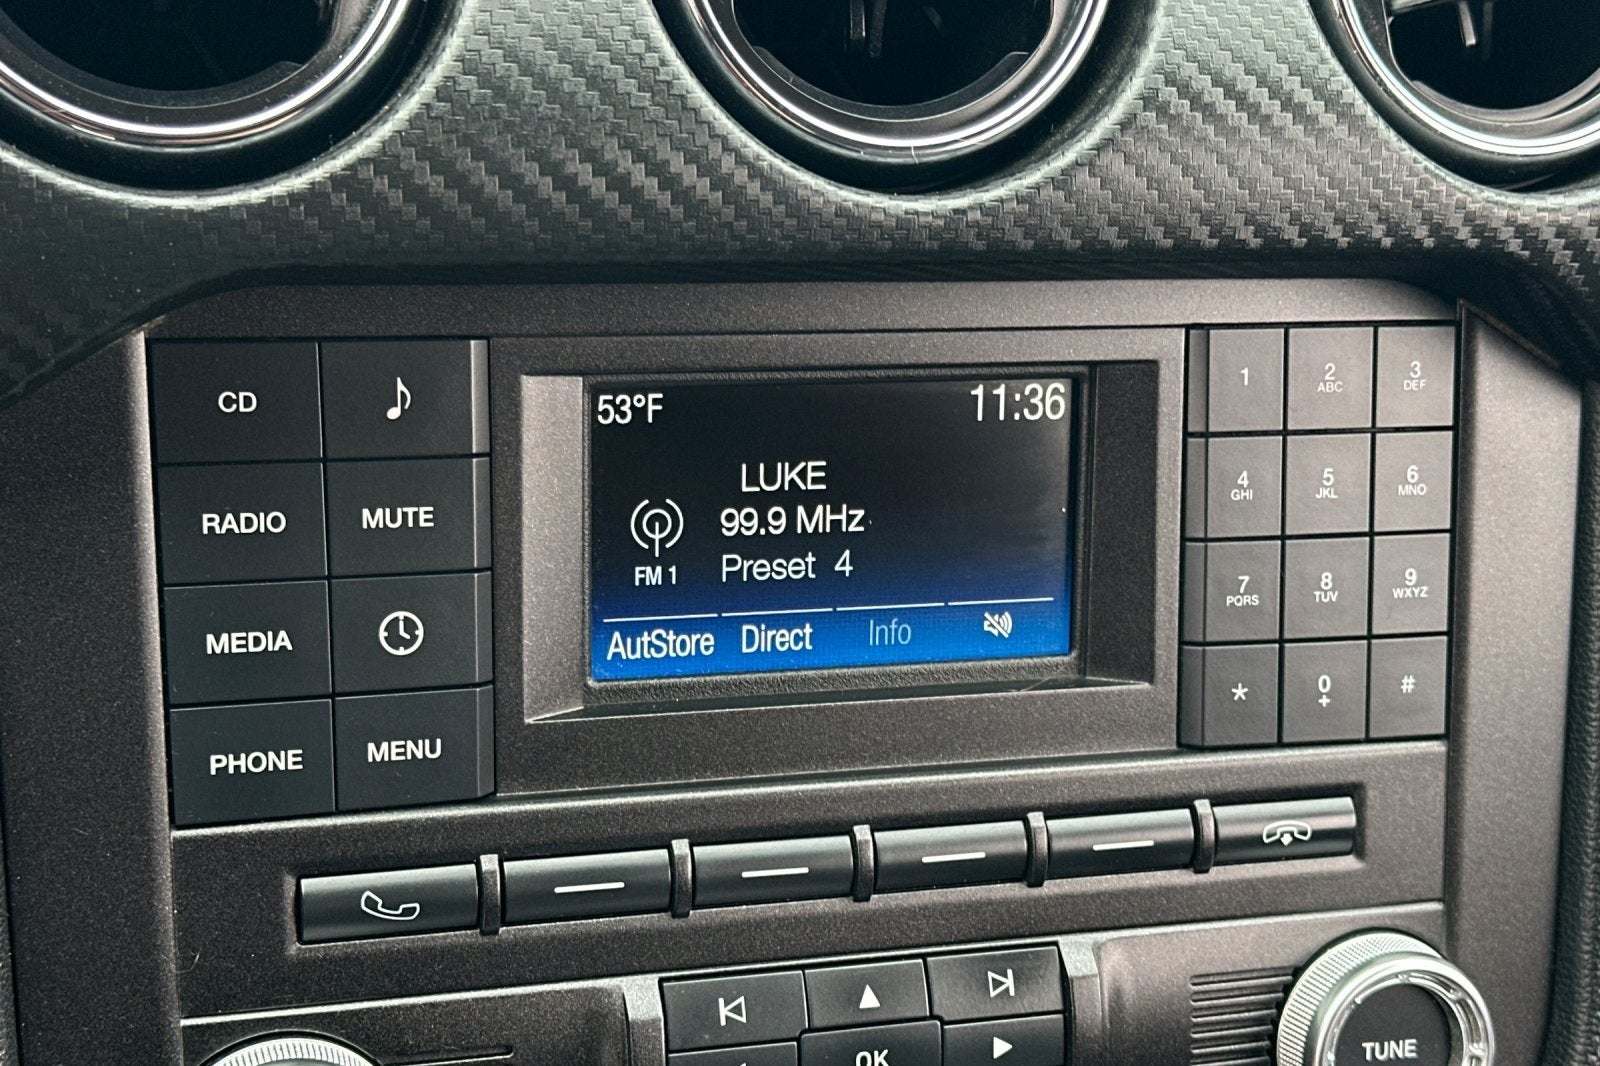 CD
RADIO
MUTE
MEDIA
PHONE
MENU
53°F
11:36
LUKE
99.9 MHz
FM 1
Preset 4
AutStore
Direct
Info
1
2
ABC
3
DEF
4
GHI
5
JKL
6
MNO
7
PQRS
8
TUV
9
WXYZ
*
0
+
#
OK
TUNE